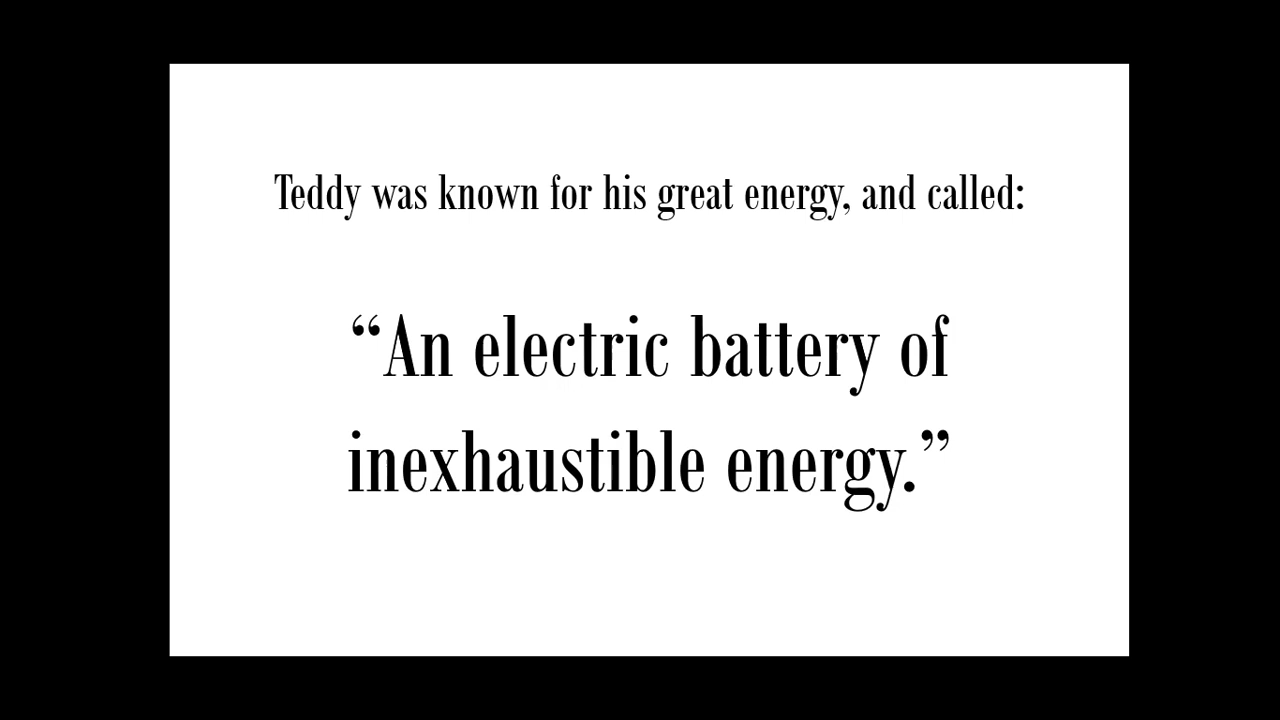 Teddy was known for his great energy, and called:
“An electric battery of
inexhaustible energy.”